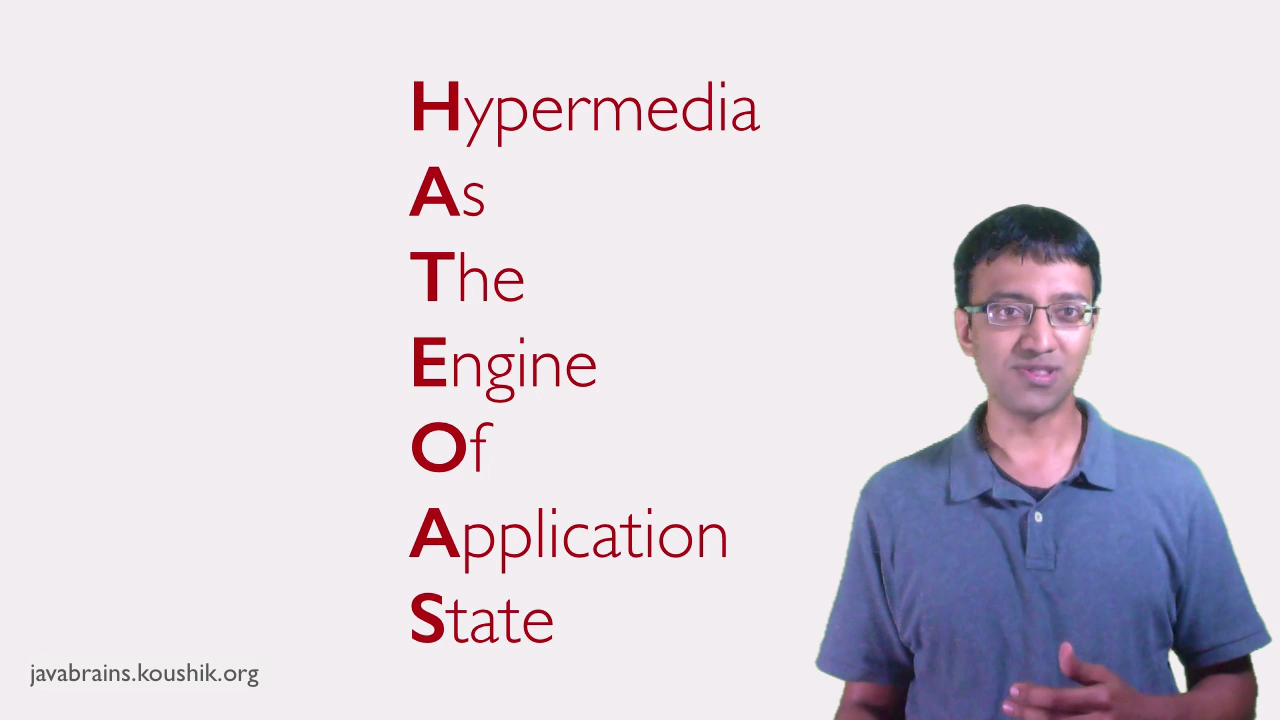 Hypermedia
As
The
Engine
Of
Application
State
javabrains.koushik.org